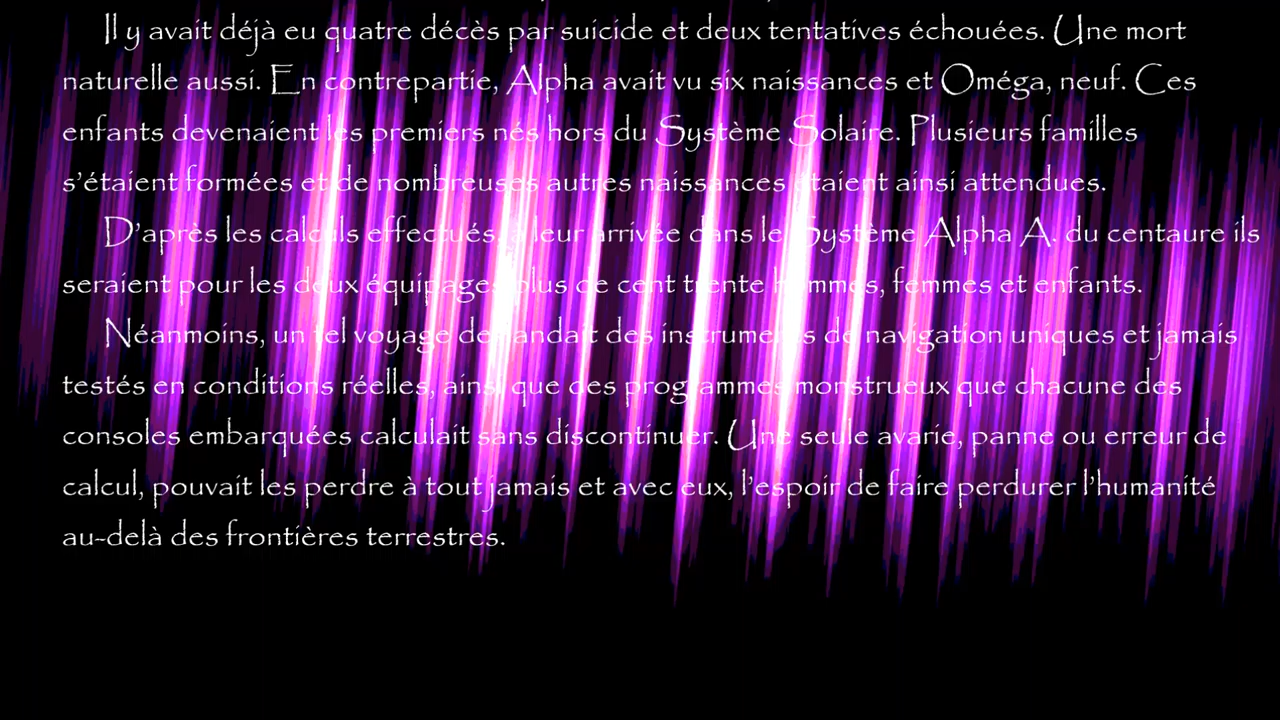 Il y avait déjà eu quatre décès par suicide et deux tentatives échouées. Une mort
naturelle aussi. En contrepartie, Alpha avait vu six naissances et Oméga, neuf. Ces
enfants devenaient les premiers nés hors du Système Solaire. Plusieurs familles
s'étaient formées et de nombreuses autres naissances étaient ainsi attendues.
D'après les calculs effectués, à leur arrivée dans le Système Alpha A. du centaure ils
seraient pour les deux équipages plus de cent trente hommes, femmes et enfants.
Néanmoins, un tel voyage demandait des instruments de navigation uniques et jamais
testés en conditions réelles, ainsi que des programmes monstrueux que chacune des
consoles embarquées calculait sans discontinuer. Une seule avarie, panne ou erreur de
calcul, pouvait les perdre à tout jamais et avec eux, l'espoir de faire perdurer l'humanité
au-delà des frontières terrestres.